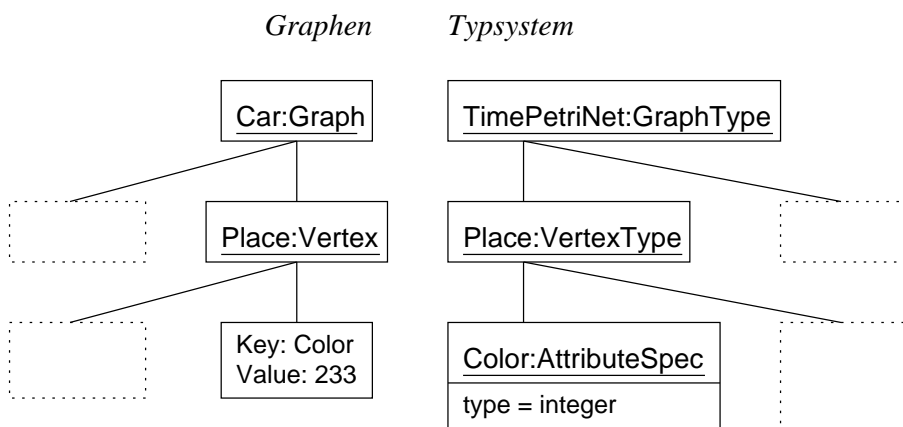 Graphen Typsystem
Car:Graph TimePetriNet:GraphType
Place:Vertex Place:VertexType
Key: Color
Value: 233
Color:AttributeSpec
type = integer